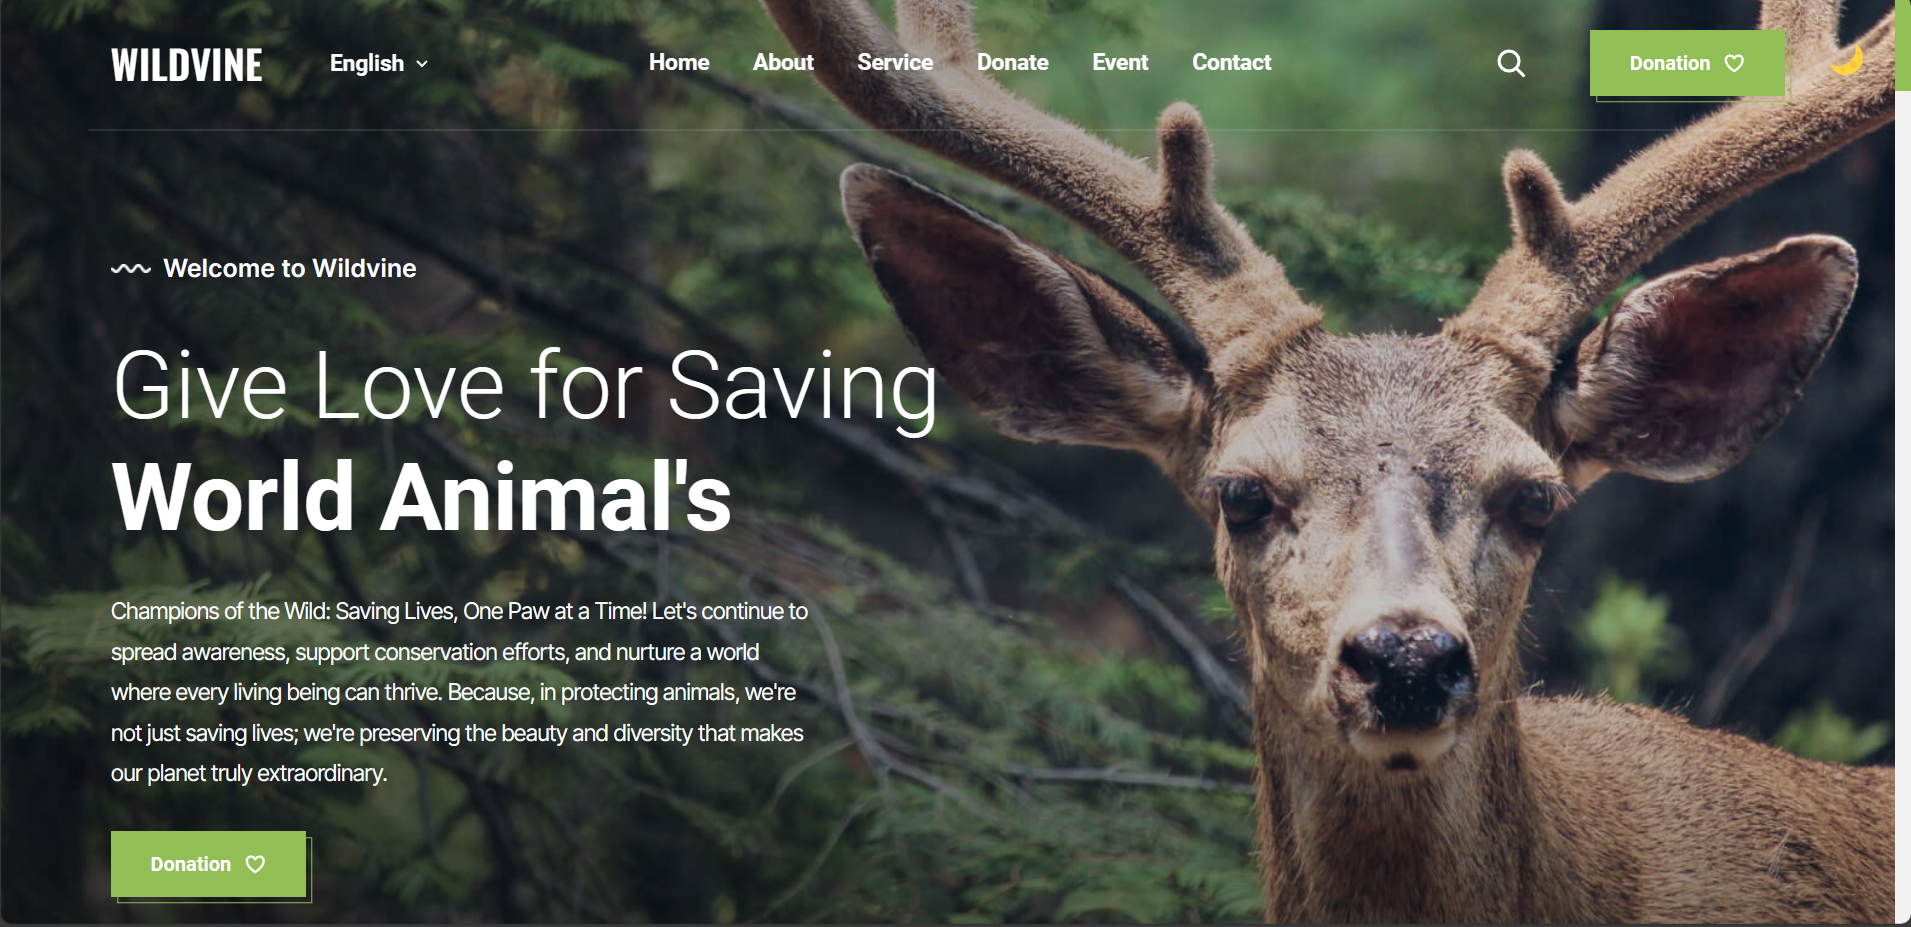 WILDVINE
English
Home About Service Donate Event Contact
Donation
Welcome to Wildvine
Give Love for Saving
World Animal's
Champions of the Wild: Saving Lives, One Paw at a Time! Let's continue to
spread awareness, support conservation efforts, and nurture a world
where every living being can thrive. Because, in protecting animals, we're
not just saving lives; we're preserving the beauty and diversity that makes
our planet truly extraordinary.
Donation